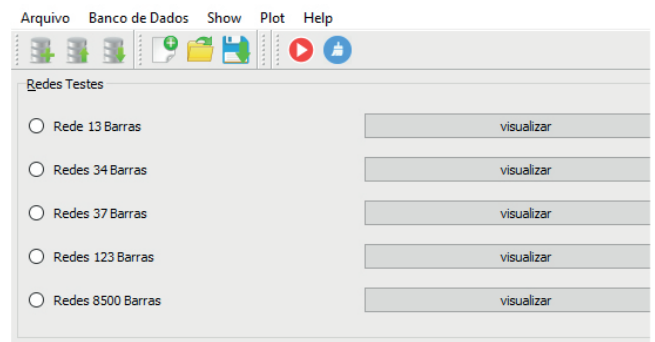 Arquivo Banco de Dados Show Plot Help
Redes Testes
Rede 13 Barras visualizar
Redes 34 Barras visualizar
Redes 37 Barras visualizar
Redes 123 Barras visualizar
Redes 8500 Barras visualizar